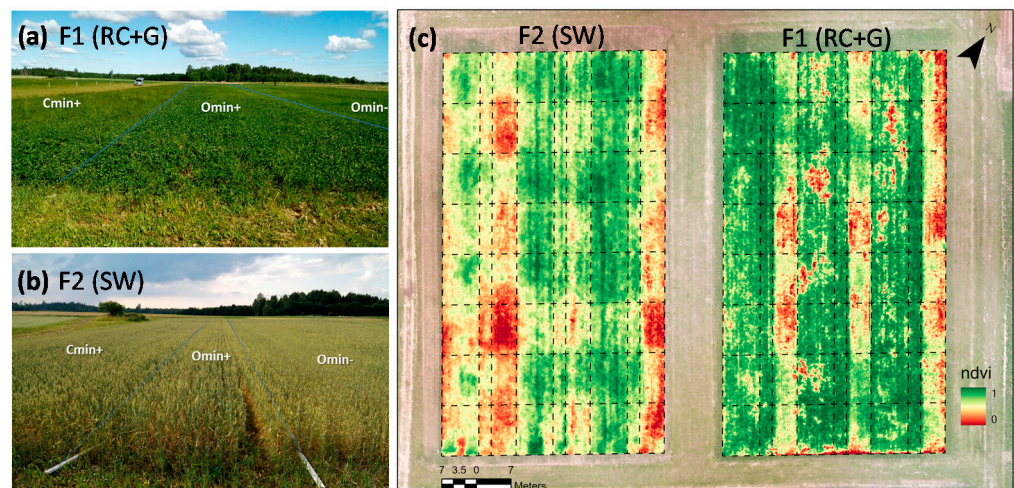 (a) F1 (RC+G)
Cmin+
Omin+
Omin-
(b) F2 (SW)
Cmin+
Omin+
Omin-
(c)
F2 (SW)
F1 (RC+G)
N
ndvi
1
0
7 3.5 0 7
Meters